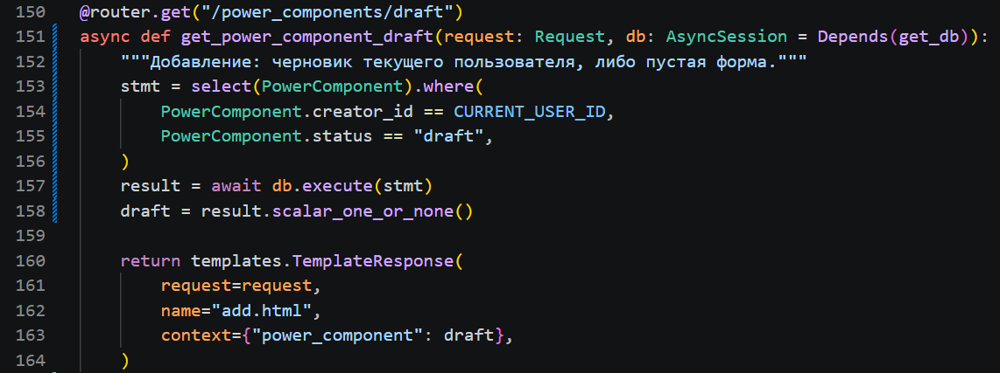 150 @router.get("/power_components/draft")
151 async def get_power_component_draft(request: Request, db: AsyncSession = Depends(get_db)):
152     """Добавление: черновик текущего пользователя, либо пустая форма."""
153     stmt = select(PowerComponent).where(
154         PowerComponent.creator_id == CURRENT_USER_ID,
155         PowerComponent.status == "draft",
156     )
157     result = await db.execute(stmt)
158     draft = result.scalar_one_or_none()
159
160     return templates.TemplateResponse(
161         request=request,
162         name="add.html",
163         context={"power_component": draft},
164     )